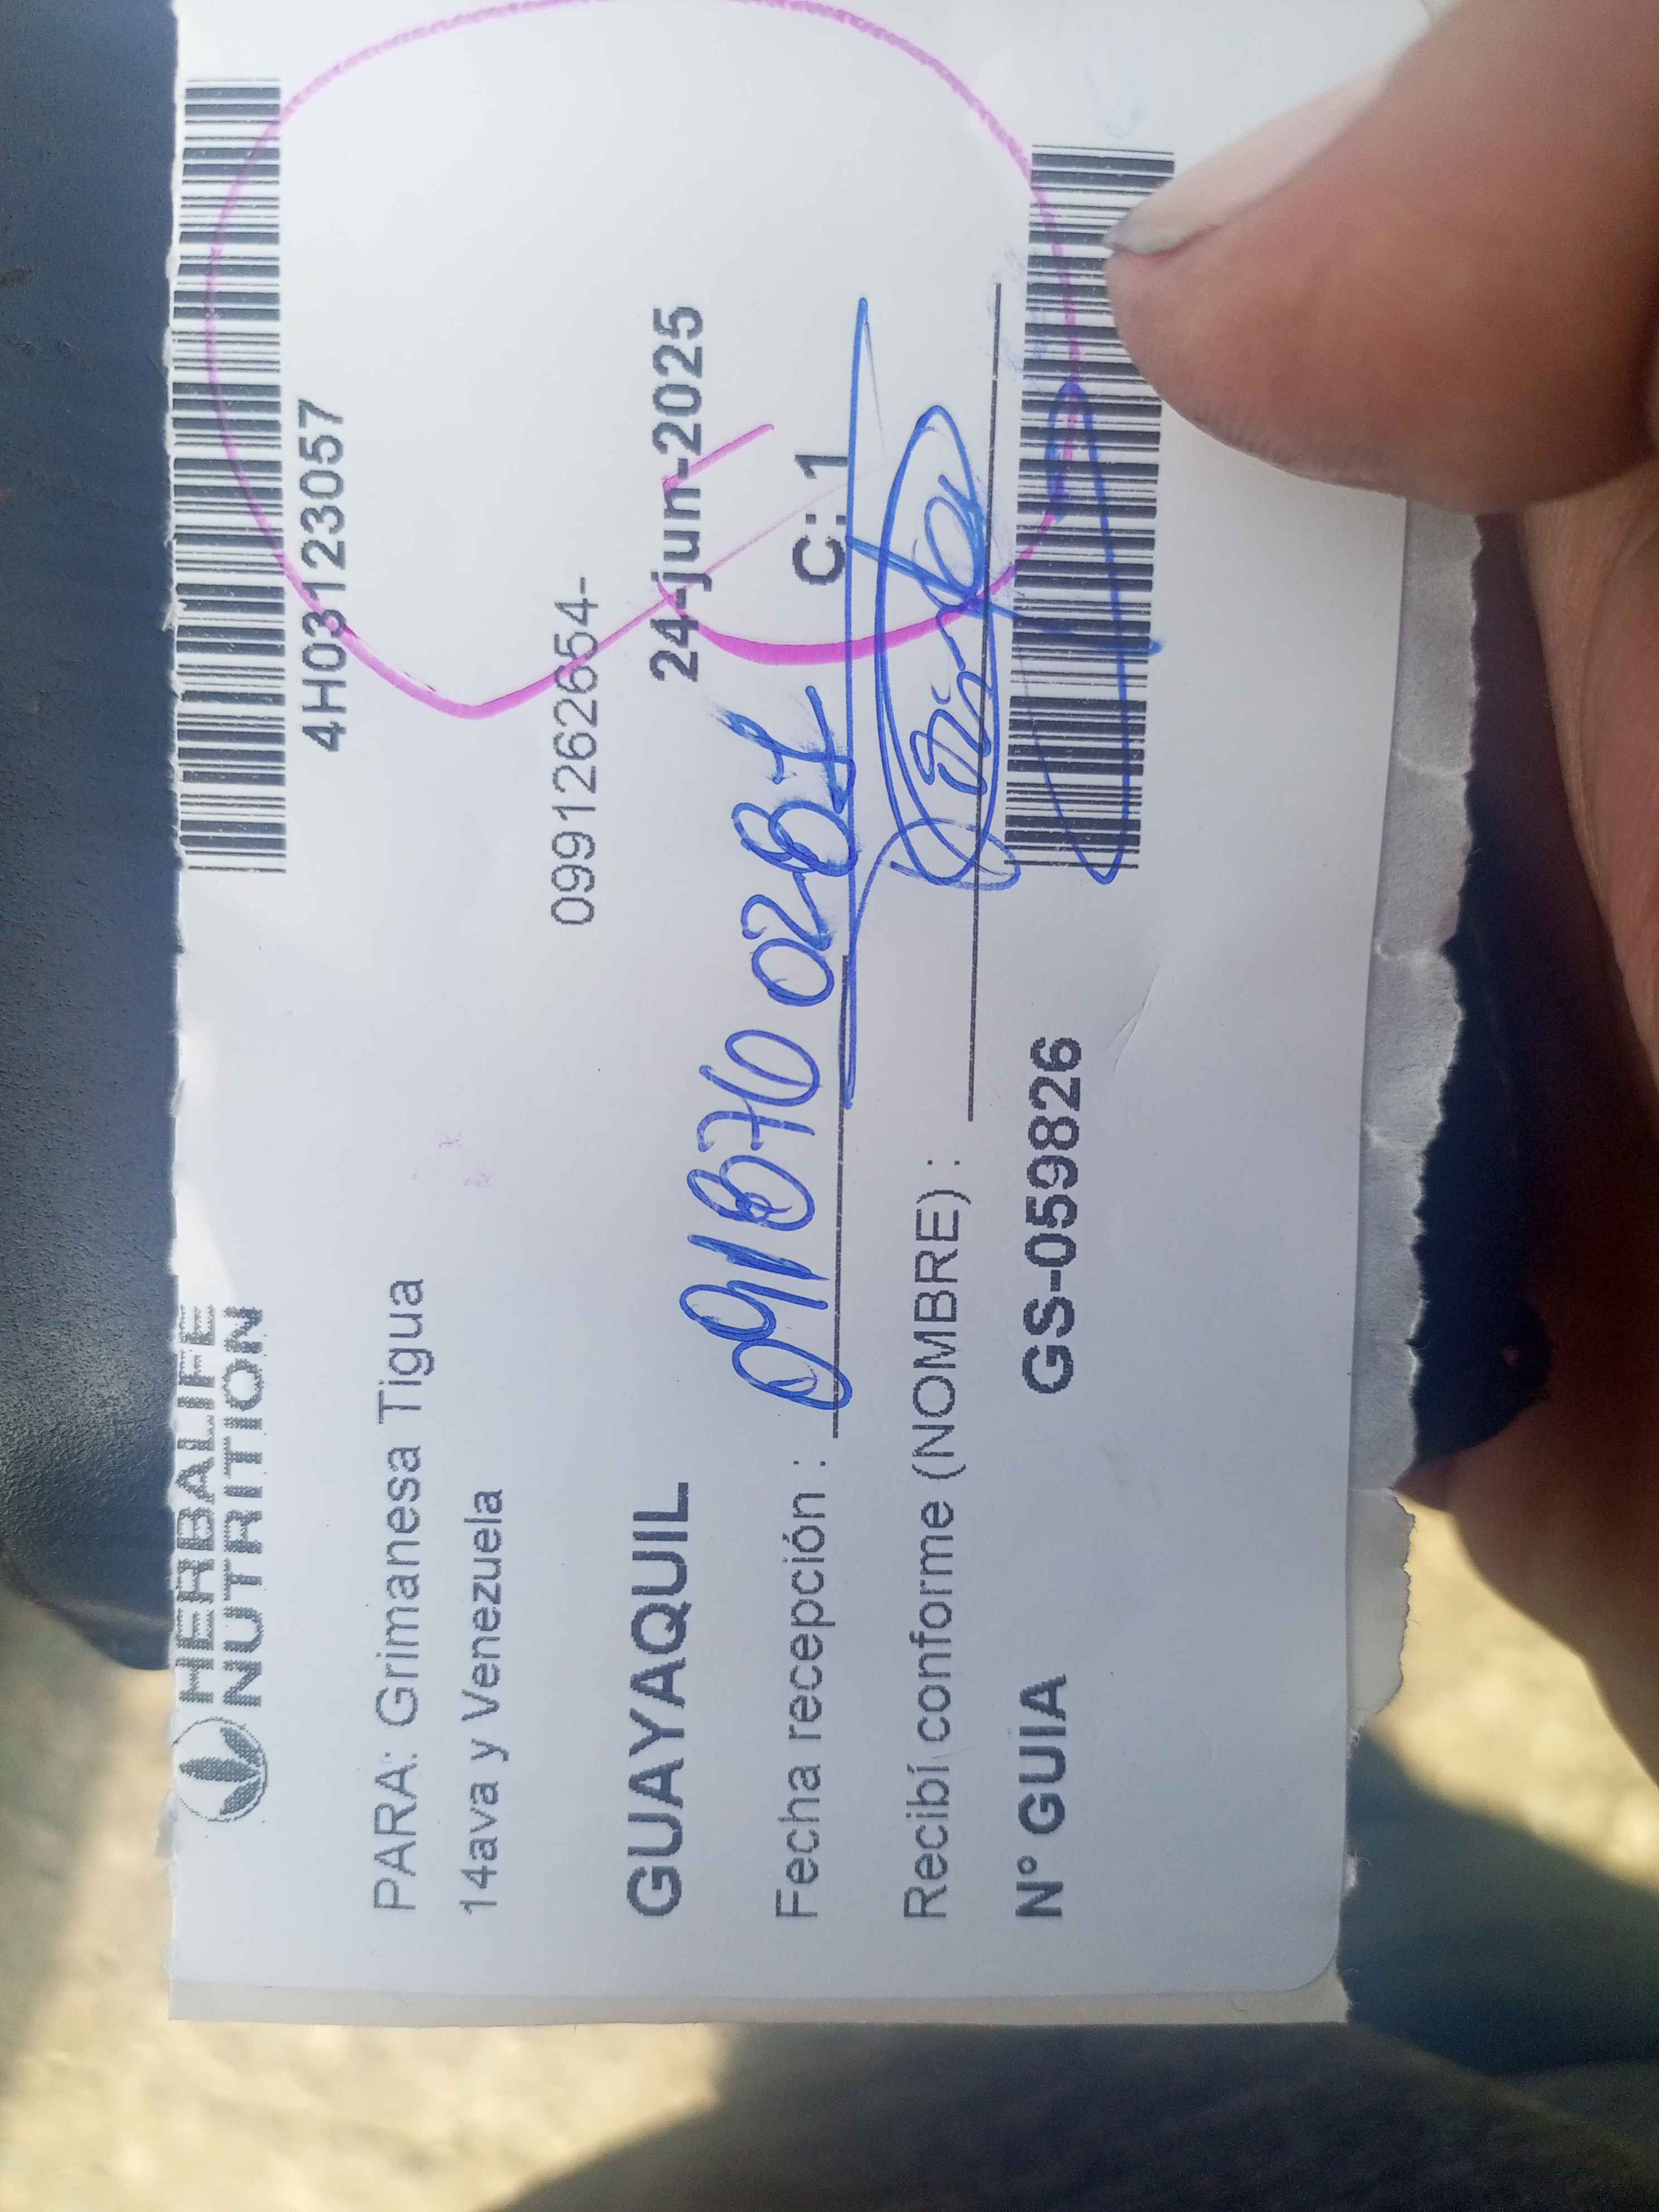 HERBALIFE
NUTRITION
4H03123057
PARA: Grimanesa Tigua
14ava y Venezuela
0991262654-
GUAYAQUIL
24-jun-2025
C: 1
Fecha recepción :
Recibí conforme (NOMBRE) :
Nº GUIA GS-059826